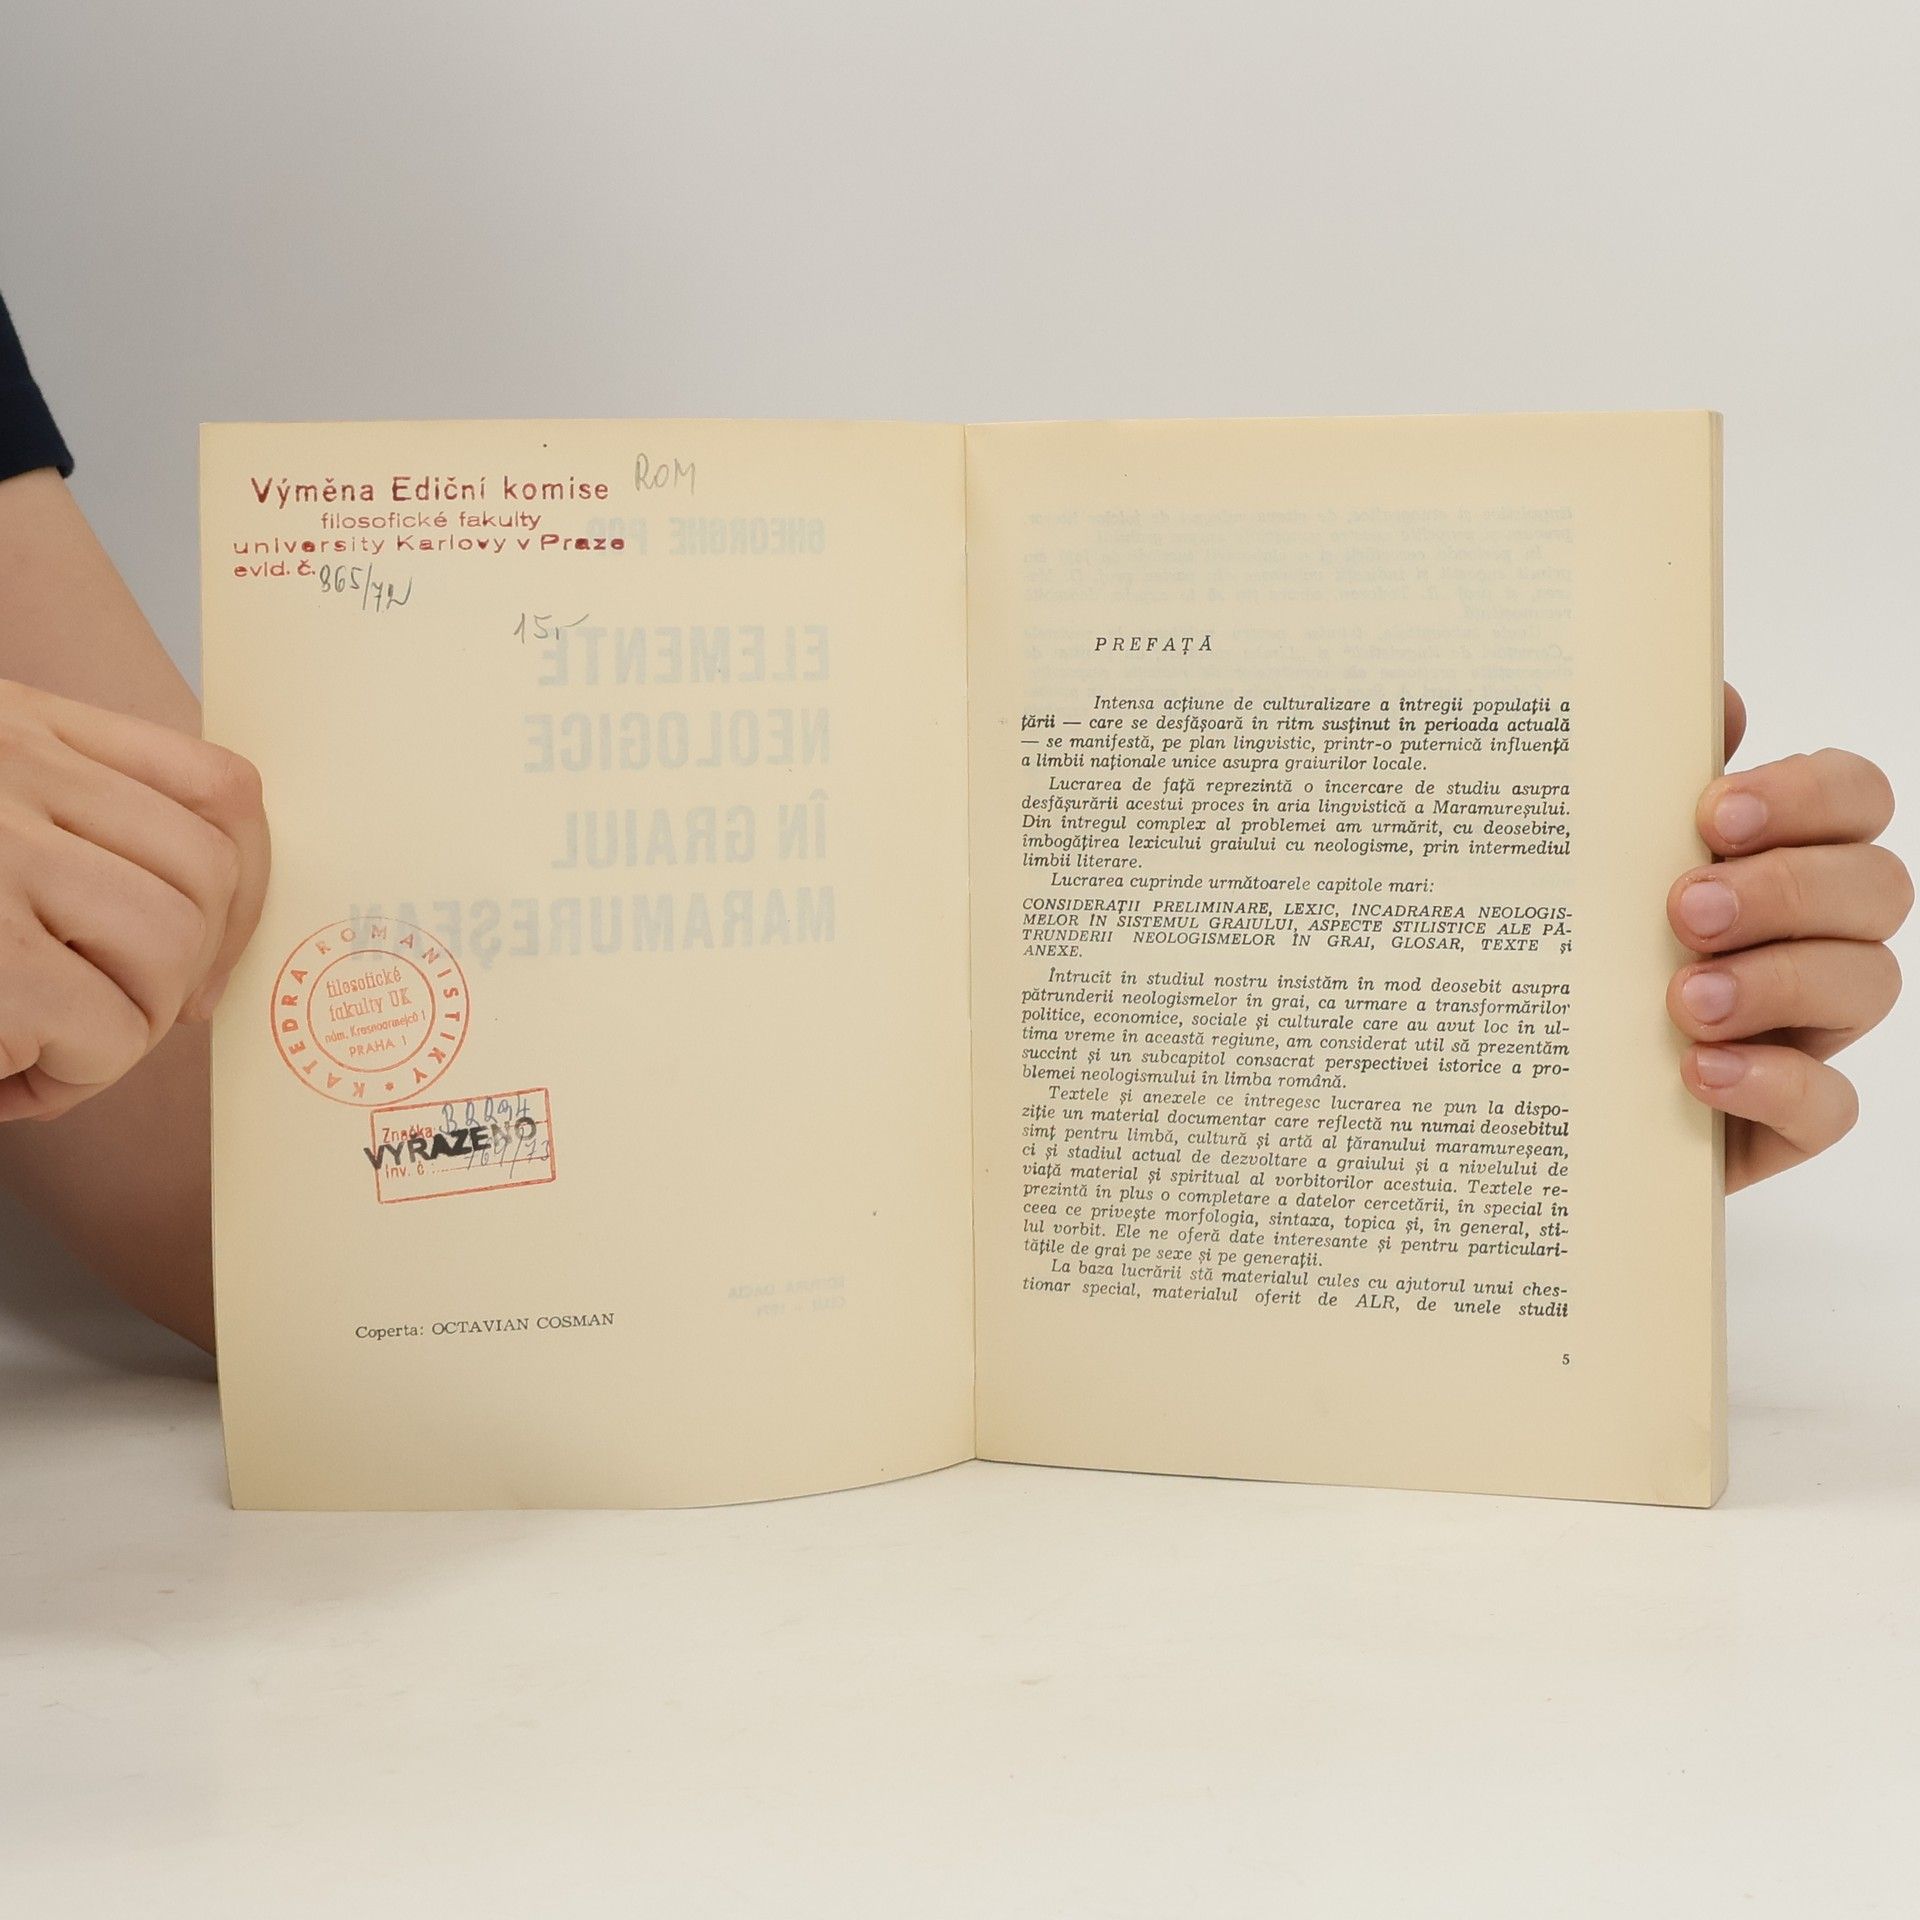 Výměna Ediční komise
filosofické fakulty
university Karlovy v Praze
evid. č. 865/72
ROM
15,-
GHEORGHE POP
ELEMENTE
NEOLOGICE
ÎN GRAIUL
MARAMUREȘEAN
KATEDRA ROMANISTIKY *
filosofické
fakulty UK
nám. Krasnoarmejců 1
PRAHA 1
Značka: B2294
VYŘAZENO
Inv. č.: 769/73
EDITURA DACIA
CLUJ - 1971
Coperta: OCTAVIAN COSMAN
PREFAȚĂ
Intensa acțiune de culturalizare a întregii populații a
țării — care se desfășoară în ritm susținut în perioada actuală
— se manifestă, pe plan lingvistic, printr-o puternică influență
a limbii naționale unice asupra graiurilor locale.
Lucrarea de față reprezintă o încercare de studiu asupra
desfășurării acestui proces în aria lingvistică a Maramureșului.
Din întregul complex al problemei am urmărit, cu deosebire,
îmbogățirea lexicului graiului cu neologisme, prin intermediul
limbii literare.
Lucrarea cuprinde următoarele capitole mari:
CONSIDERAȚII PRELIMINARE, LEXIC, ÎNCADRAREA NEOLOGIS-
MELOR ÎN SISTEMUL GRAIULUI, ASPECTE STILISTICE ALE PĂ-
TRUNDERII NEOLOGISMELOR ÎN GRAI, GLOSAR, TEXTE și
ANEXE.
Întrucît în studiul nostru insistăm în mod deosebit asupra
pătrunderii neologismelor în grai, ca urmare a transformărilor
politice, economice, sociale și culturale care au avut loc în ul-
tima vreme în această regiune, am considerat util să prezentăm
succint și un subcapitol consacrat perspectivei istorice a pro-
blemei neologismului în limba română.
Textele și anexele ce întregesc lucrarea ne pun la dispo-
ziție un material documentar care reflectă nu numai deosebitul
simț pentru limbă, cultură și artă al țăranului maramureșean,
ci și stadiul actual de dezvoltare a graiului și a nivelului de
viață material și spiritual al vorbitorilor acestuia. Textele re-
prezintă în plus o completare a datelor cercetării, în special în
ceea ce privește morfologia, sintaxa, topica și, în general, sti-
lul vorbit. Ele ne oferă date interesante și pentru particulari-
tățile de grai pe sexe și pe generații.
La baza lucrării stă materialul cules cu ajutorul unui ches-
tionar special, materialul oferit de ALR, de unele studii
5